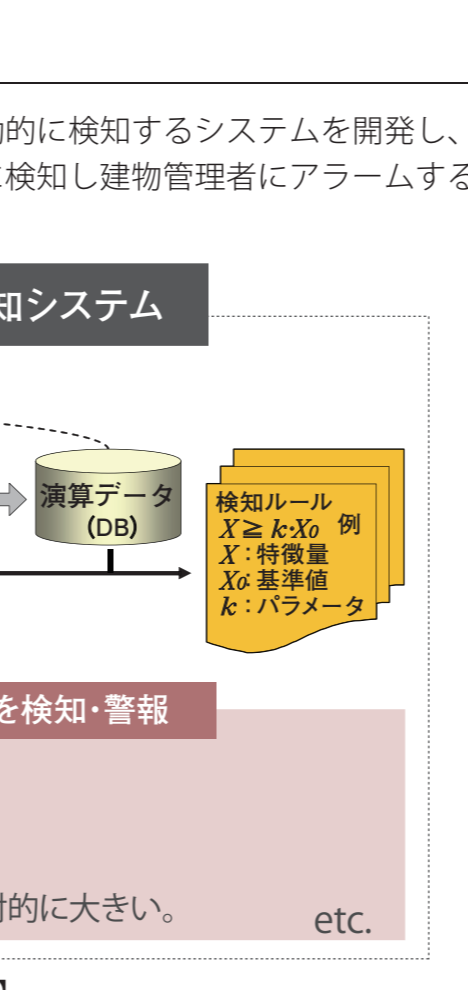 的に検知するシステムを開発し、
検知し建物管理者にアラームする
知システム
演算データ
(DB)
検知ルール
X≧k・X₀ 例
X：特徴量
X₀：基準値
k：パラメータ
を検知・警報
的に大きい。
etc.